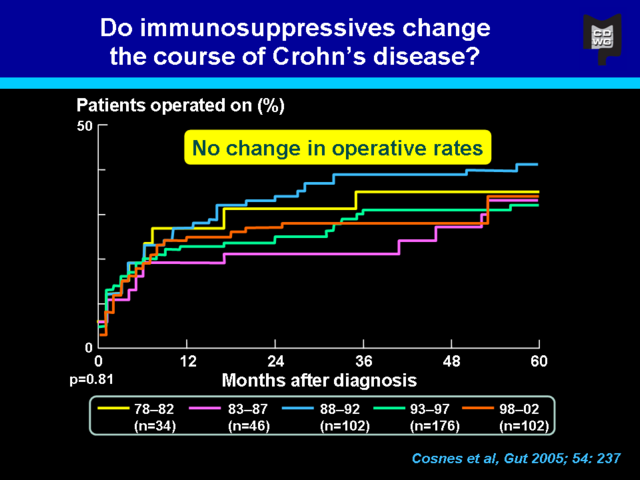 Do immunosuppressives change
the course of Crohn's disease?
CD
WG
Patients operated on (%)
50
No change in operative rates
0
0 12 24 36 48 60
p=0.81
Months after diagnosis
78–82 83–87 88–92 93–97 98–02
(n=34) (n=46) (n=102) (n=176) (n=102)
Cosnes et al, Gut 2005; 54: 237